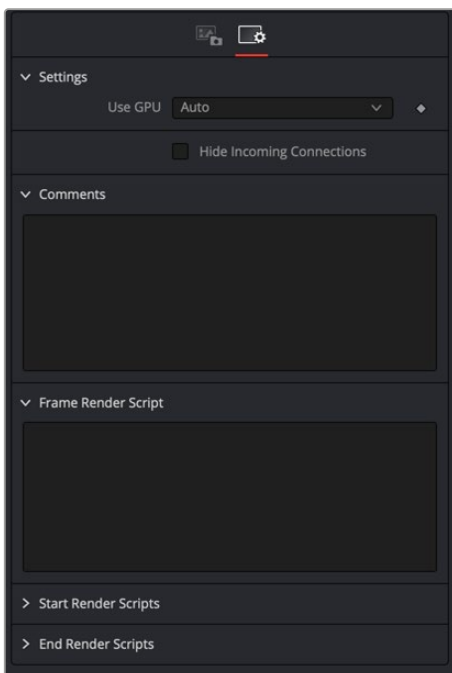 Settings
Use GPU Auto
Hide Incoming Connections
Comments
Frame Render Script
Start Render Scripts
End Render Scripts